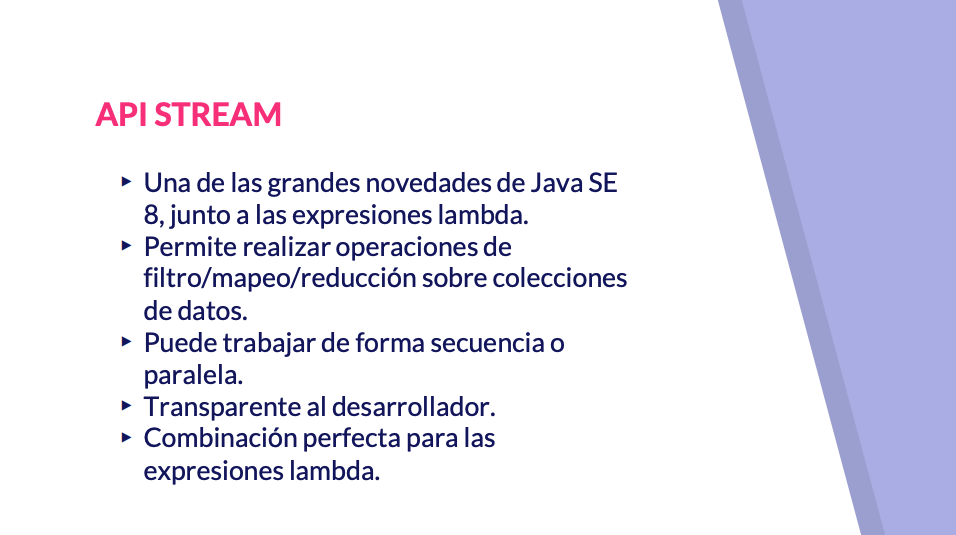 API STREAM
▸ Una de las grandes novedades de Java SE
8, junto a las expresiones lambda.
▸ Permite realizar operaciones de
filtro/mapeo/reducción sobre colecciones
de datos.
▸ Puede trabajar de forma secuencia o
paralela.
▸ Transparente al desarrollador.
▸ Combinación perfecta para las
expresiones lambda.